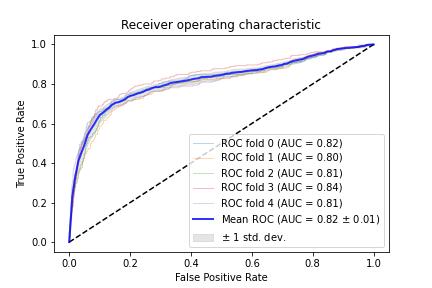 Receiver operating characteristic
True Positive Rate
1.0
0.8
0.6
0.4
0.2
0.0
ROC fold 0 (AUC = 0.82)
ROC fold 1 (AUC = 0.80)
ROC fold 2 (AUC = 0.81)
ROC fold 3 (AUC = 0.84)
ROC fold 4 (AUC = 0.81)
Mean ROC (AUC = 0.82 ± 0.01)
± 1 std. dev.
0.0 0.2 0.4 0.6 0.8 1.0
False Positive Rate